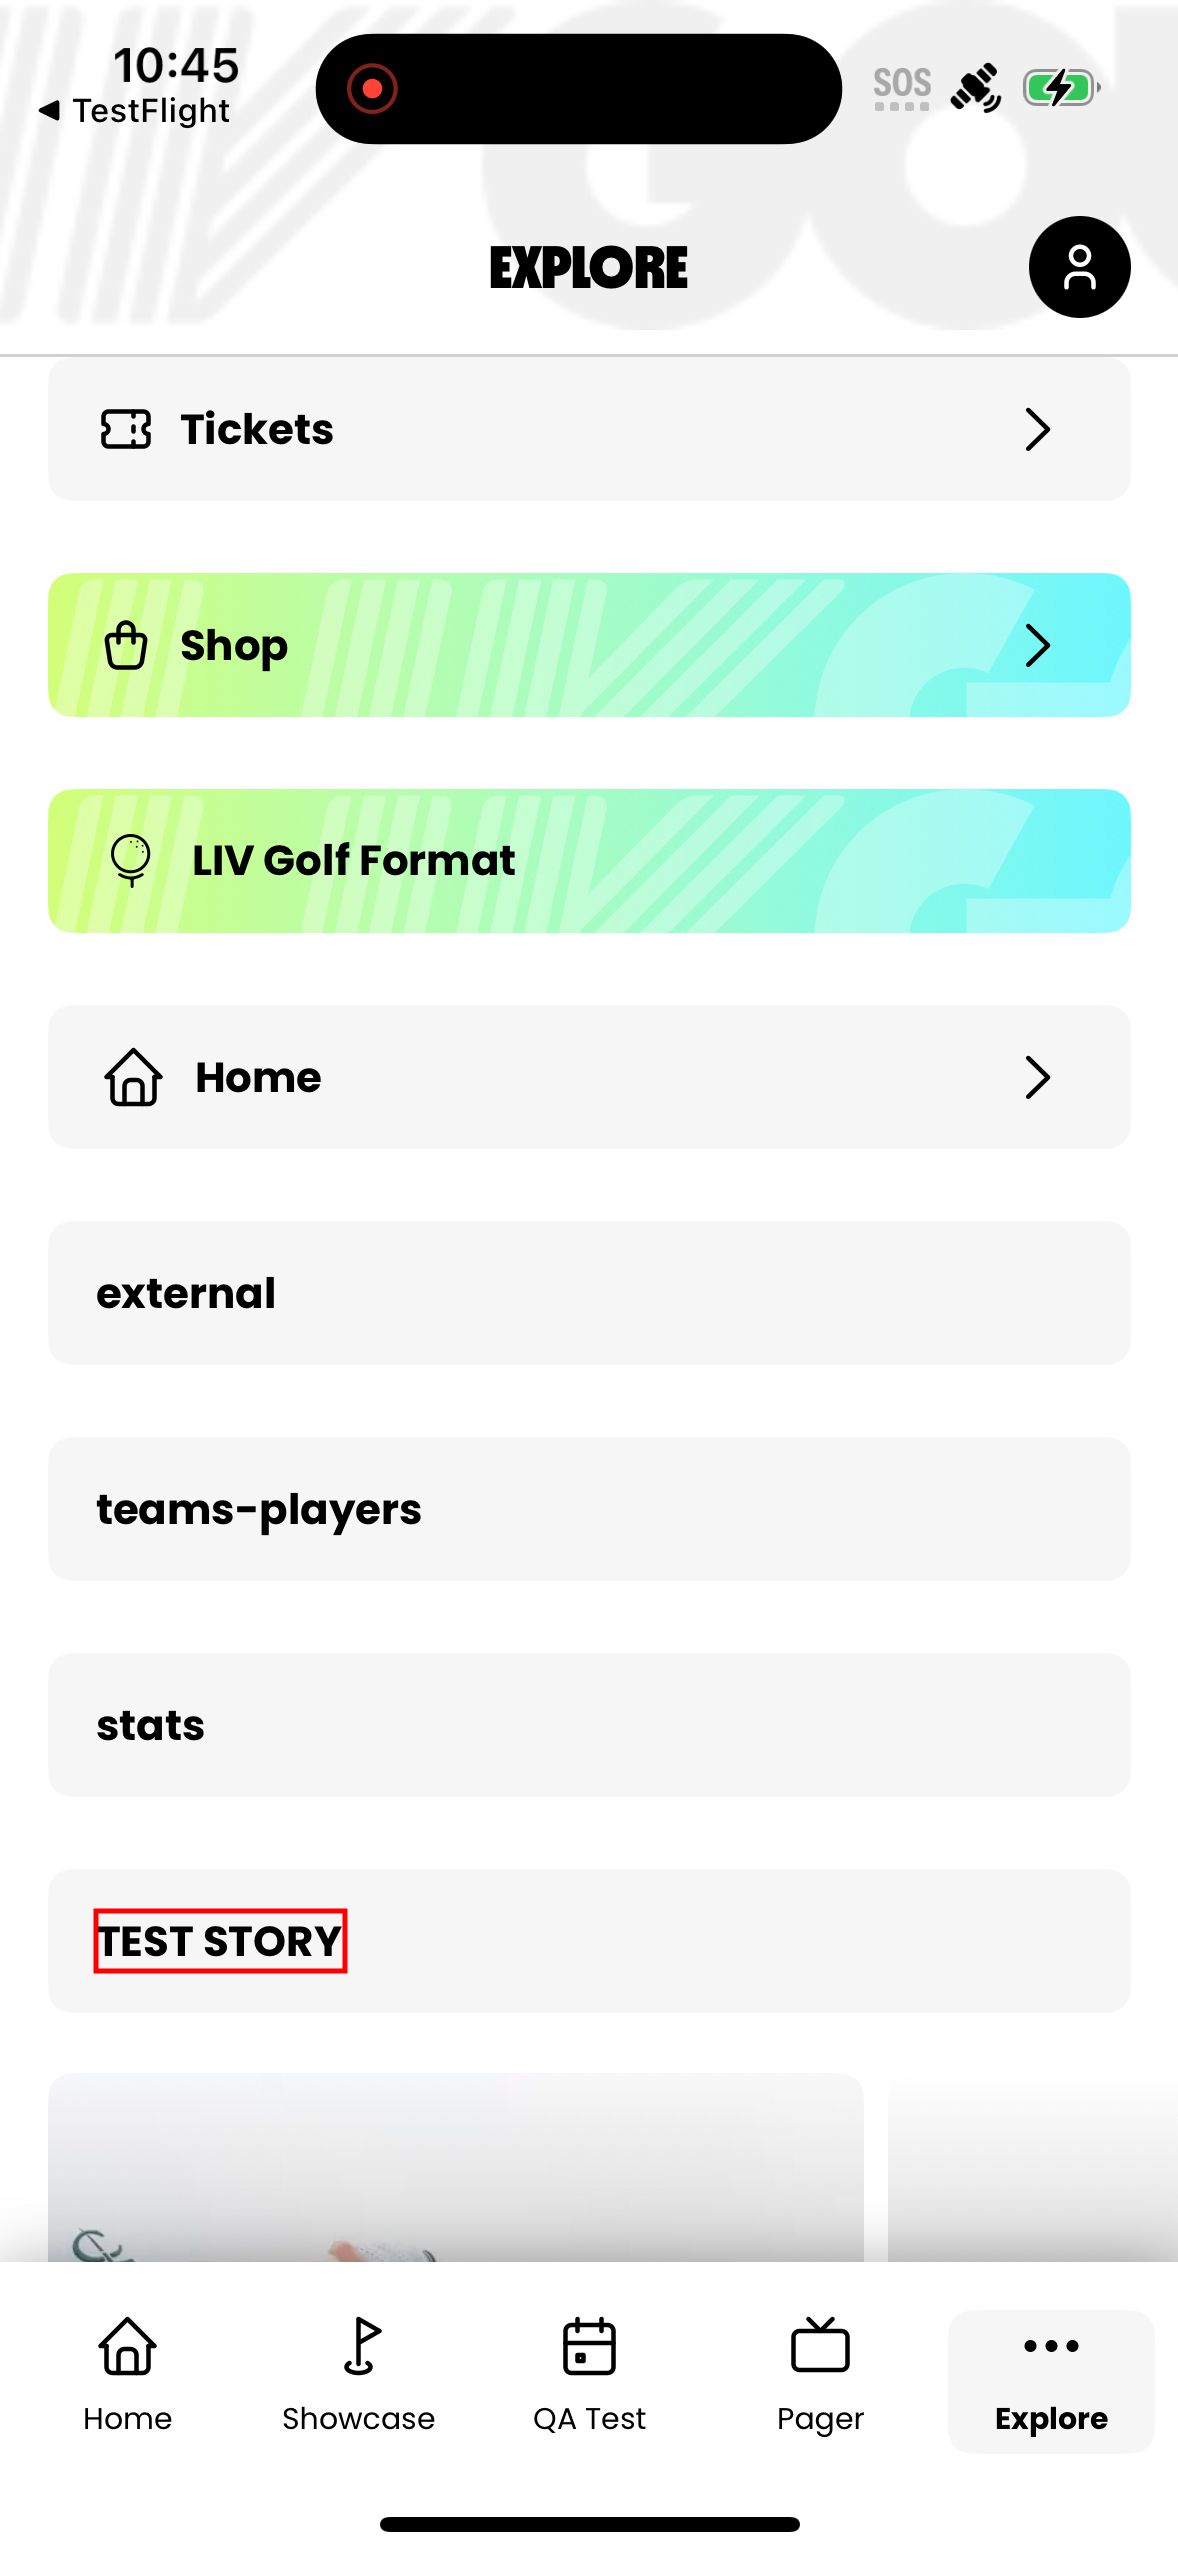 10:45
TestFlight
SOS
EXPLORE
Tickets
Shop
LIV Golf Format
Home
external
teams-players
stats
TEST STORY
Home
Showcase
QA Test
Pager
Explore